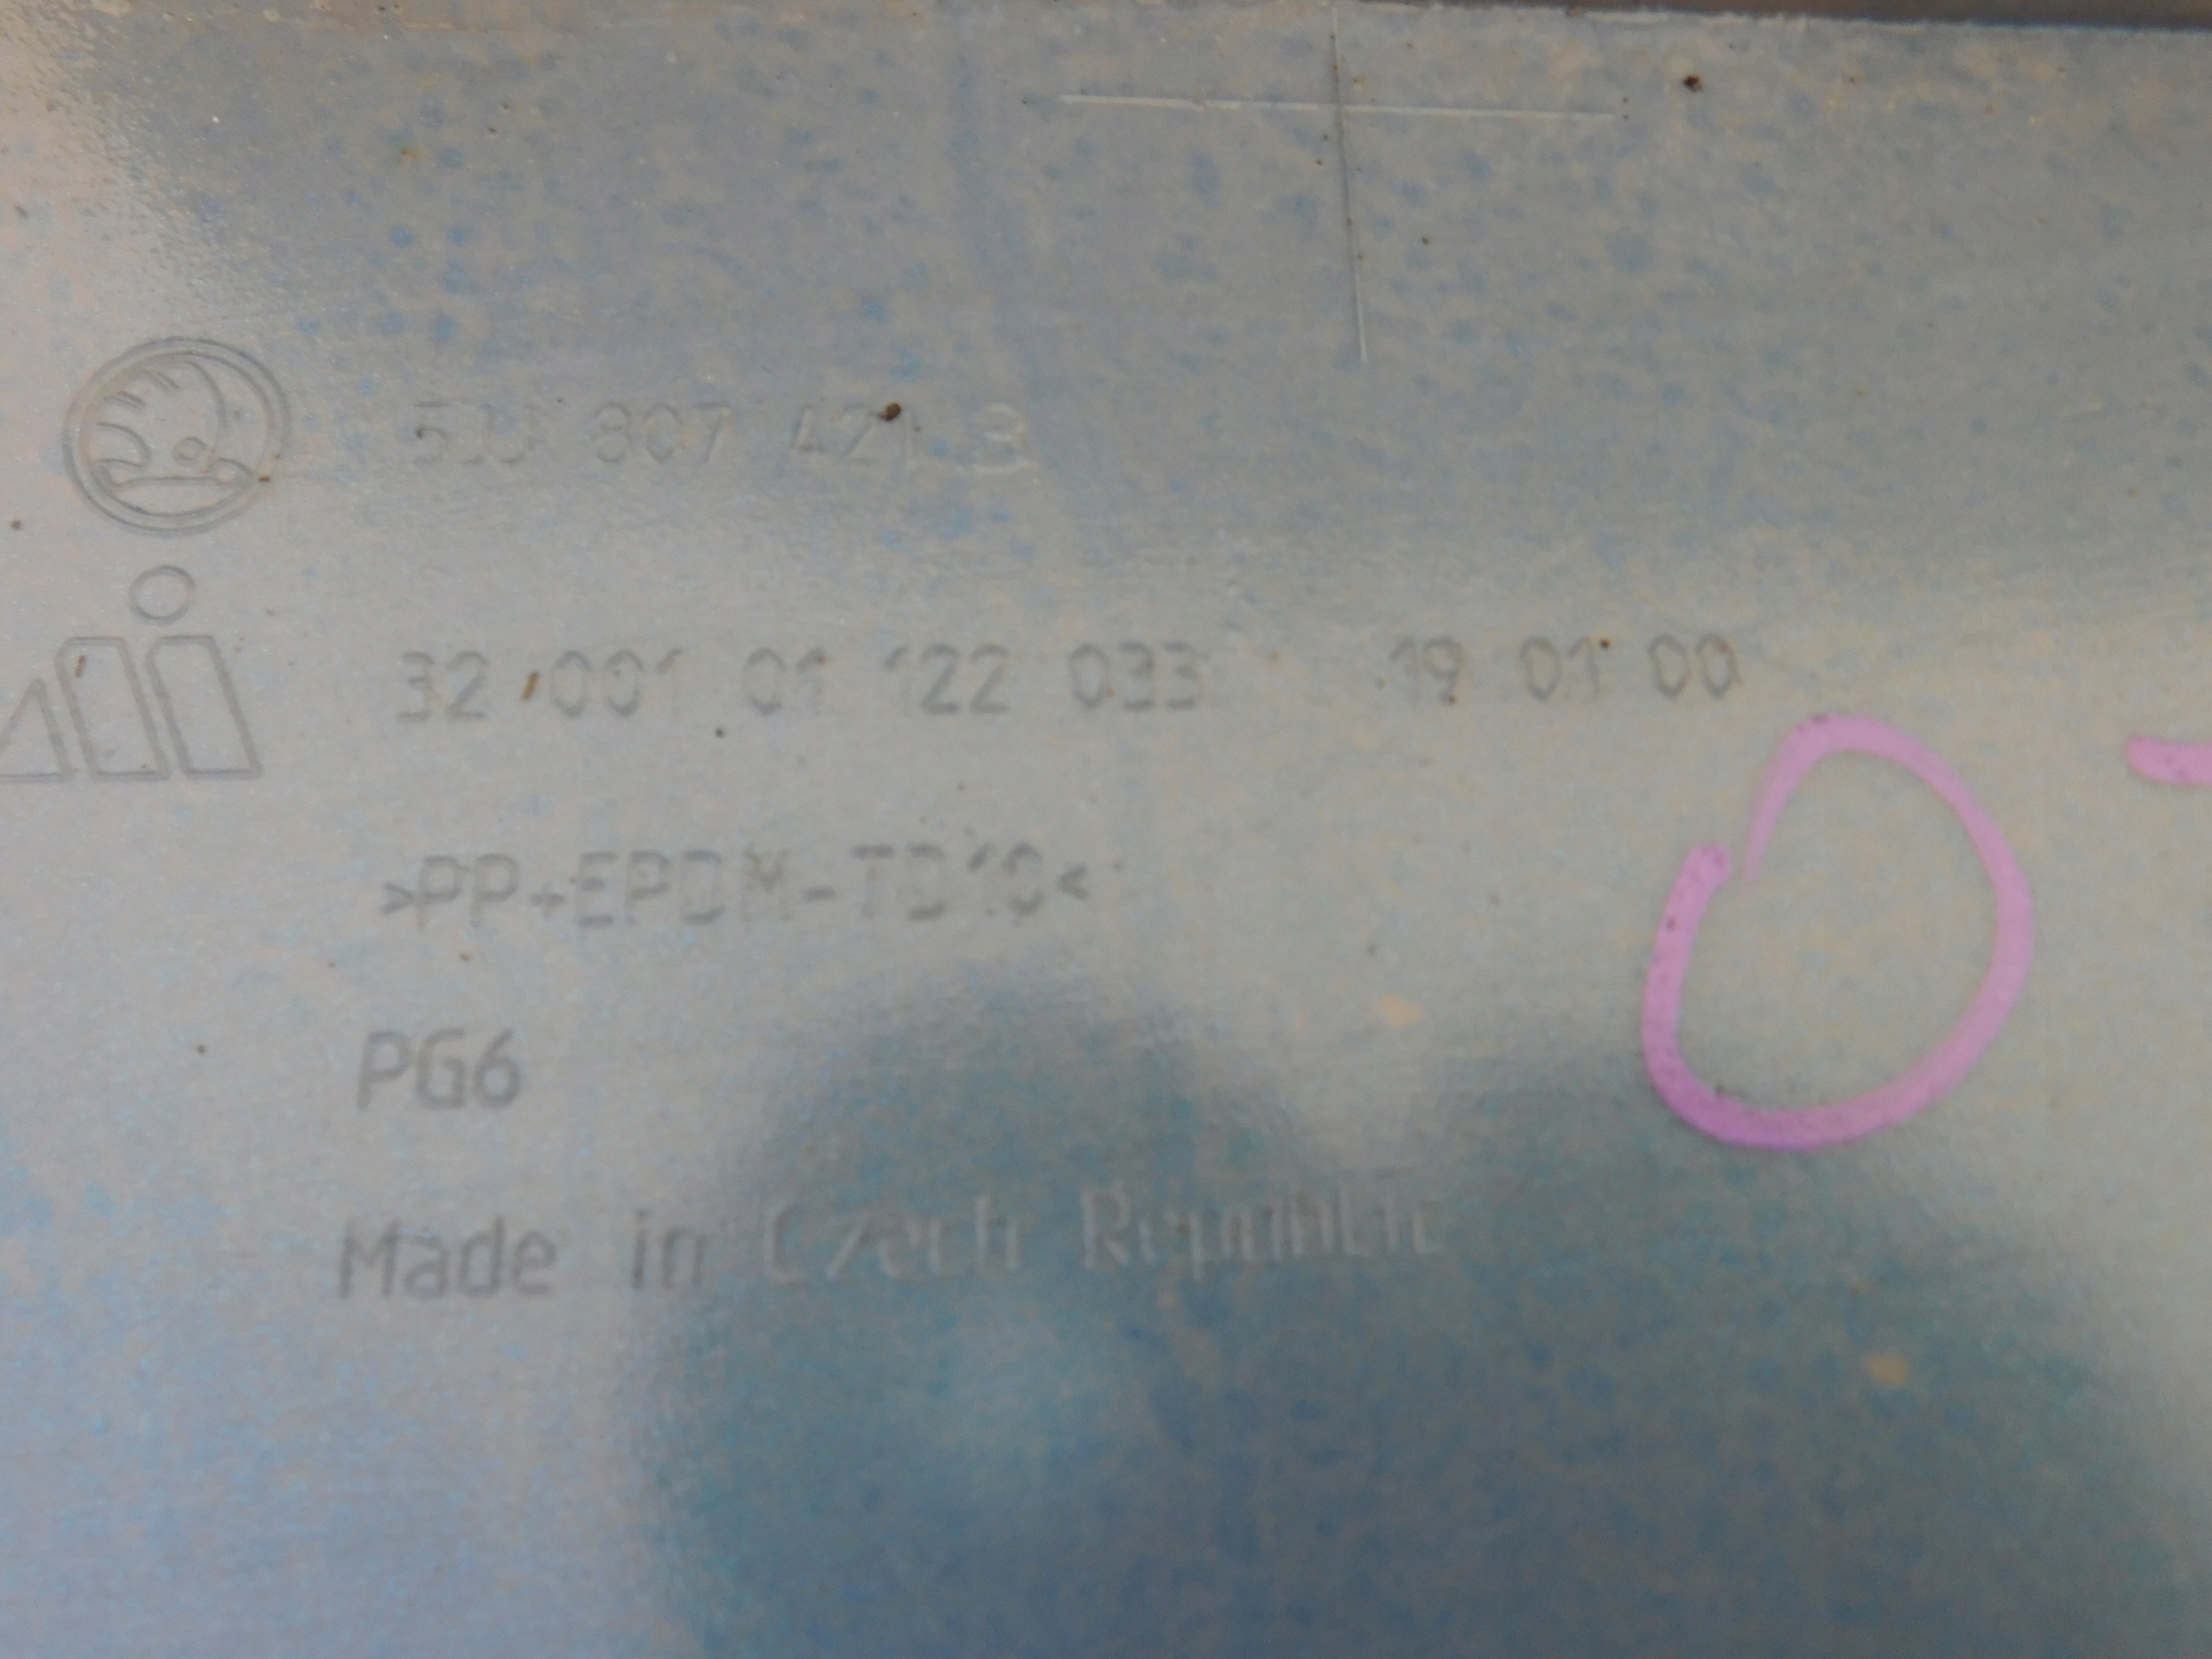 5JJ 807 421 B
32 001 01 122 033 19 01 00
>PP+EPDM-TD10<
PG6
Made in Czech Republic